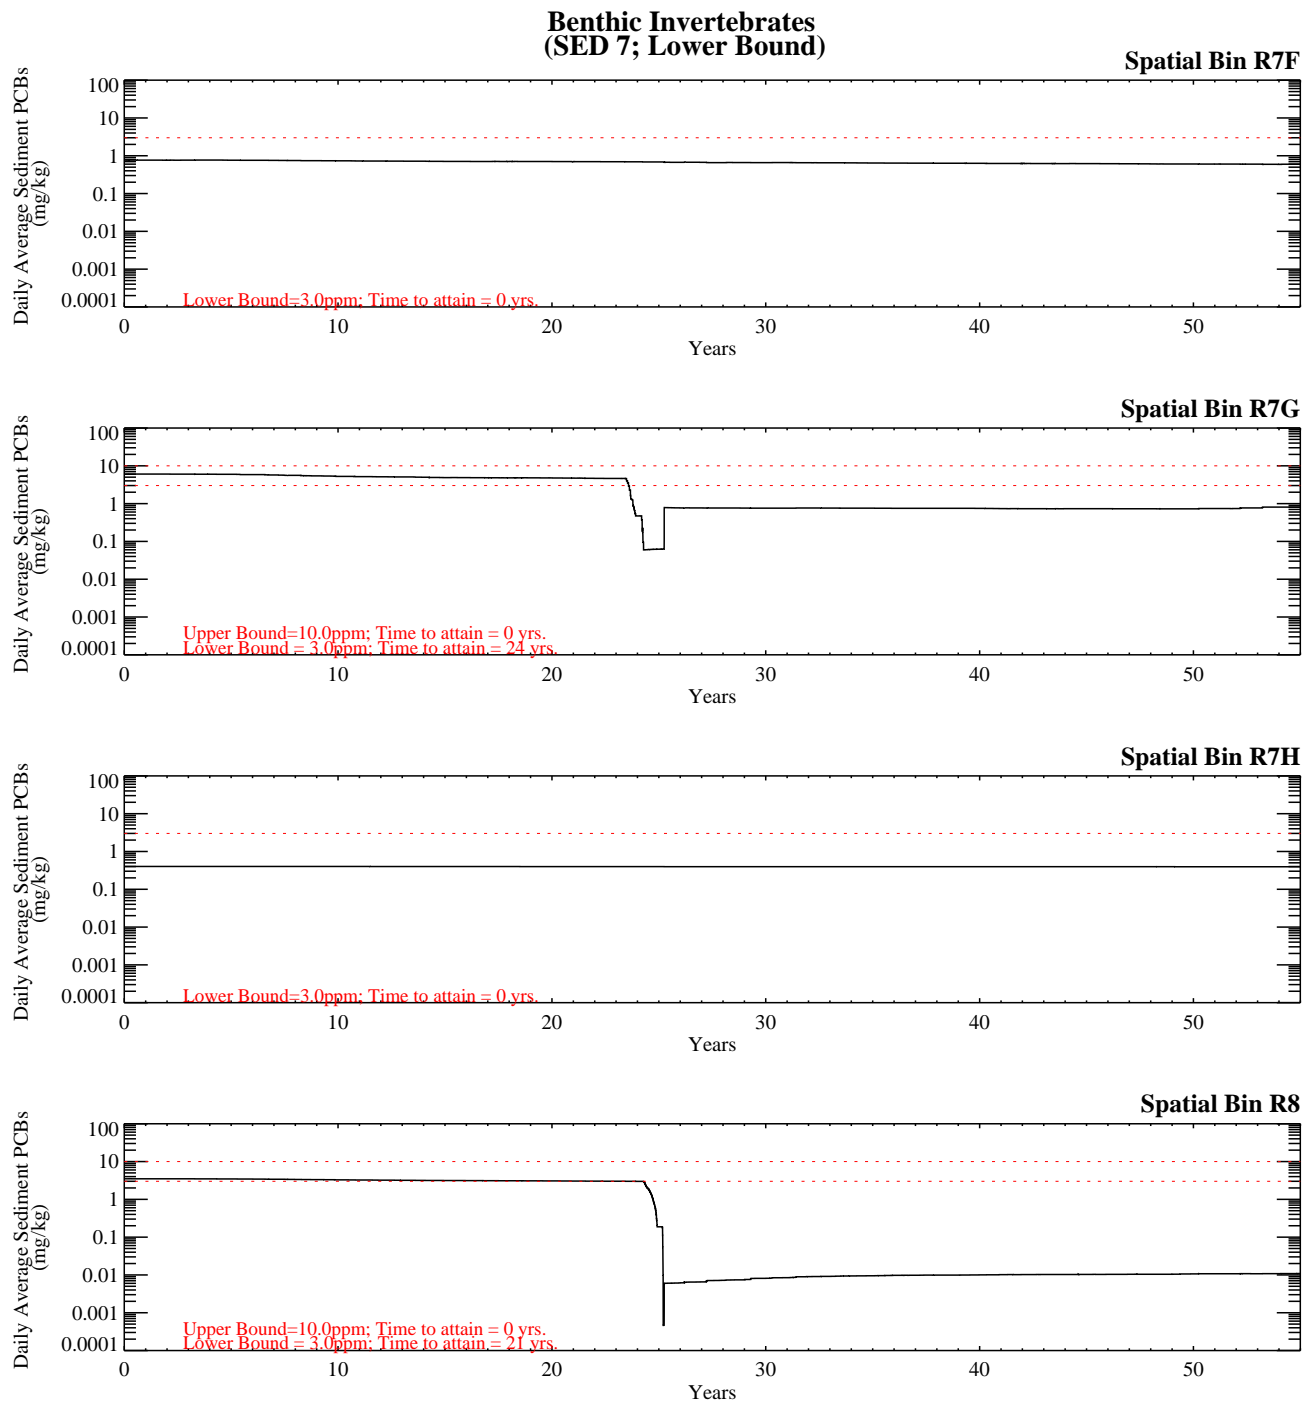 Benthic Invertebrates
(SED 7; Lower Bound)
Spatial Bin R7F
Daily Average Sediment PCBs
(mg/kg)
100
10
1
0.1
0.01
0.001
0.0001
Lower Bound=3.0ppm; Time to attain = 0 yrs.
0 10 20 30 40 50
Years
Spatial Bin R7G
Daily Average Sediment PCBs
(mg/kg)
100
10
1
0.1
0.01
0.001
0.0001
Upper Bound=10.0ppm; Time to attain = 0 yrs.
Lower Bound = 3.0ppm; Time to attain = 24 yrs.
0 10 20 30 40 50
Years
Spatial Bin R7H
Daily Average Sediment PCBs
(mg/kg)
100
10
1
0.1
0.01
0.001
0.0001
Lower Bound=3.0ppm; Time to attain = 0 yrs.
0 10 20 30 40 50
Years
Spatial Bin R8
Daily Average Sediment PCBs
(mg/kg)
100
10
1
0.1
0.01
0.001
0.0001
Upper Bound=10.0ppm; Time to attain = 0 yrs.
Lower Bound = 3.0ppm; Time to attain = 21 yrs.
0 10 20 30 40 50
Years